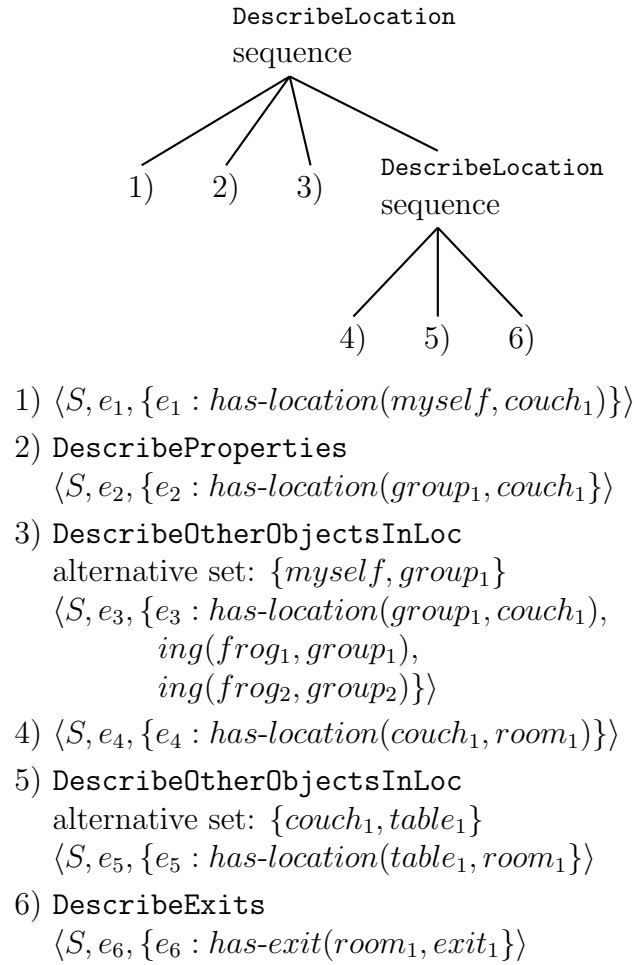 DescribeLocation
sequence
1) 2) 3)
DescribeLocation
sequence
4) 5) 6)
1) ⟨S, e₁, {e₁ : has-location(myself, couch₁)}⟩
2) DescribeProperties
⟨S, e₂, {e₂ : has-location(group₁, couch₁}⟩
3) DescribeOtherObjectsInLoc
alternative set: {myself, group₁}
⟨S, e₃, {e₃ : has-location(group₁, couch₁),
ing(frog₁, group₁),
ing(frog₂, group₂)}⟩
4) ⟨S, e₄, {e₄ : has-location(couch₁, room₁)}⟩
5) DescribeOtherObjectsInLoc
alternative set: {couch₁, table₁}
⟨S, e₅, {e₅ : has-location(table₁, room₁}⟩
6) DescribeExits
⟨S, e₆, {e₆ : has-exit(room₁, exit₁}⟩